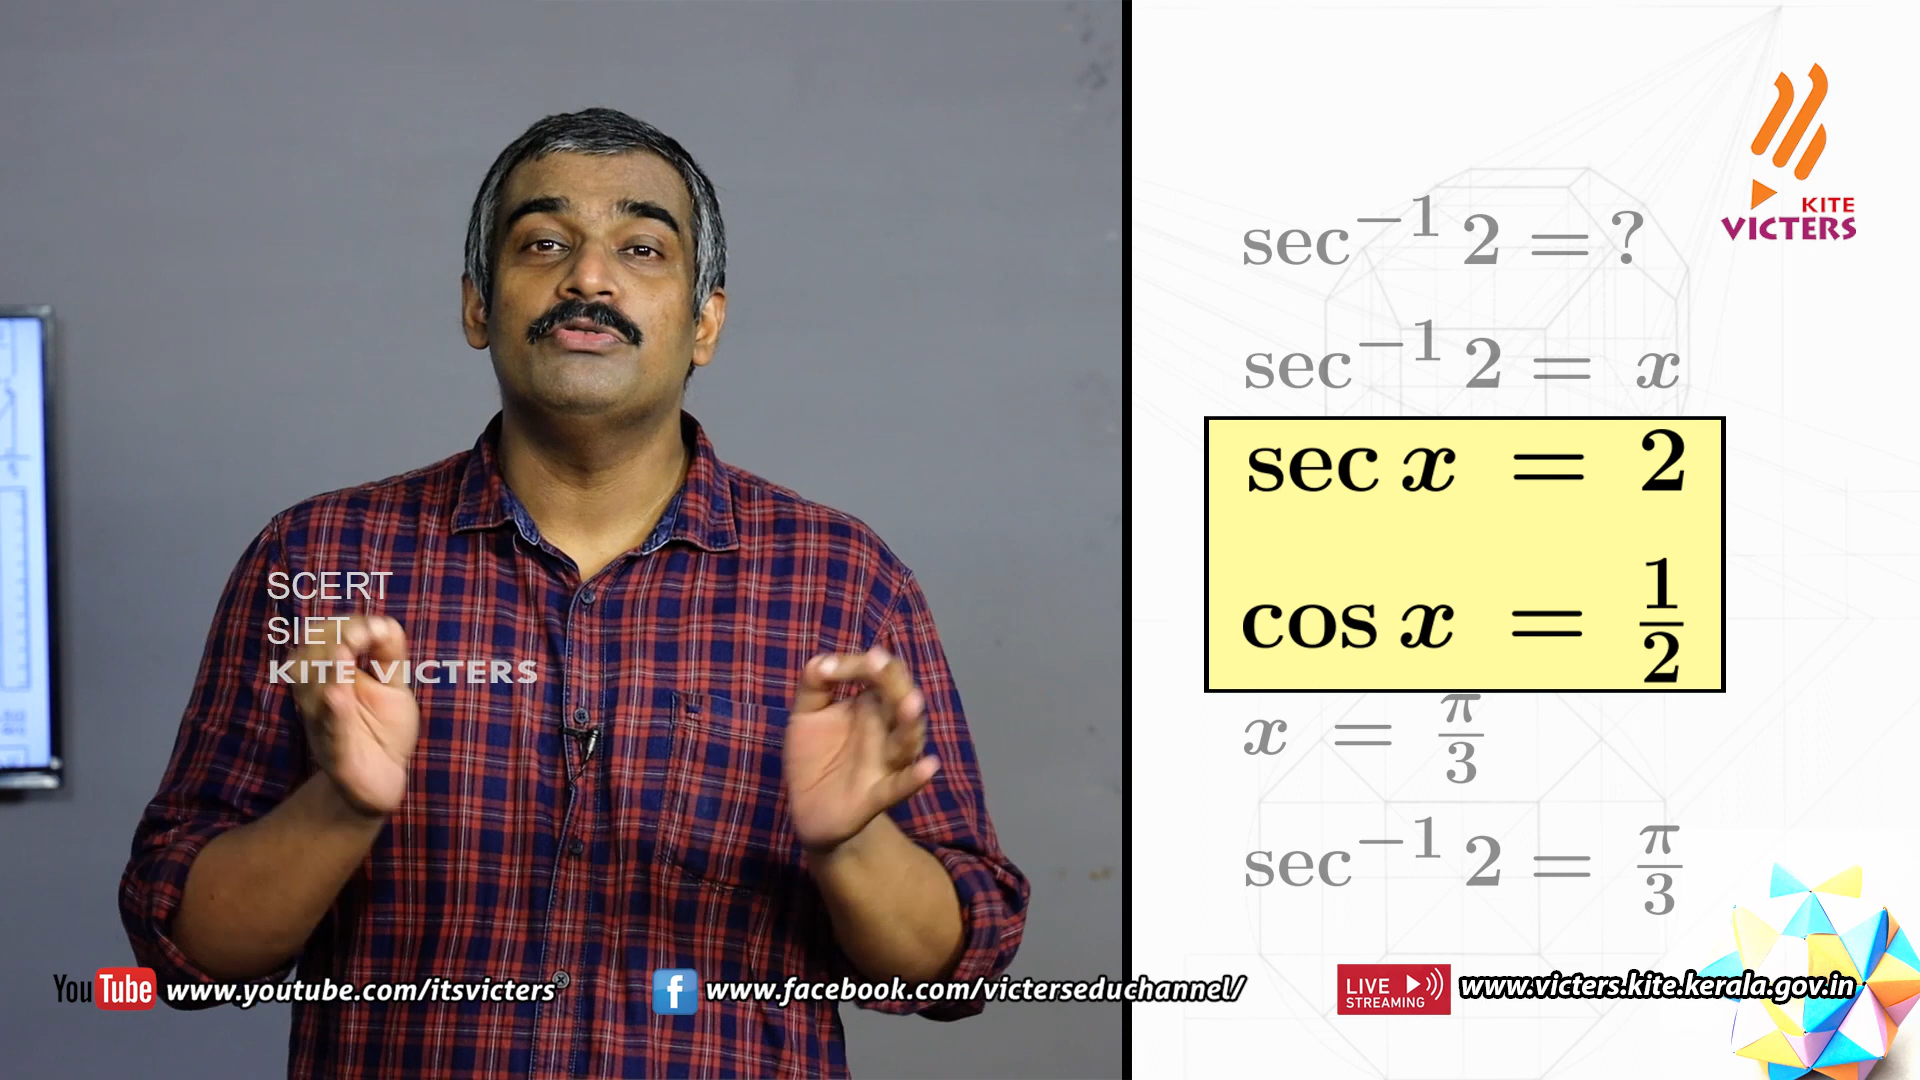 KITE
VICTERS
sec⁻¹ 2 = ?
sec⁻¹ 2 = x
sec x = 2
cos x = 1/2
x = π/3
sec⁻¹ 2 = π/3
SCERT
SIET
KITE VICTERS
YouTube www.youtube.com/itsvicters
f www.facebook.com/victerseduchannel/
LIVE STREAMING www.victers.kite.kerala.gov.in